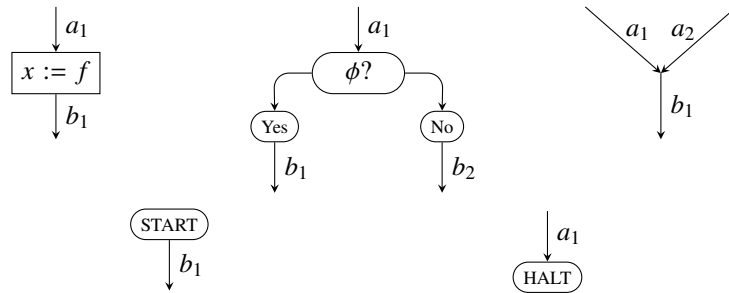 a₁ a₁ a₁ a₂
x := f ϕ?
b₁ Yes No b₁
b₁ b₂
START a₁
b₁ HALT